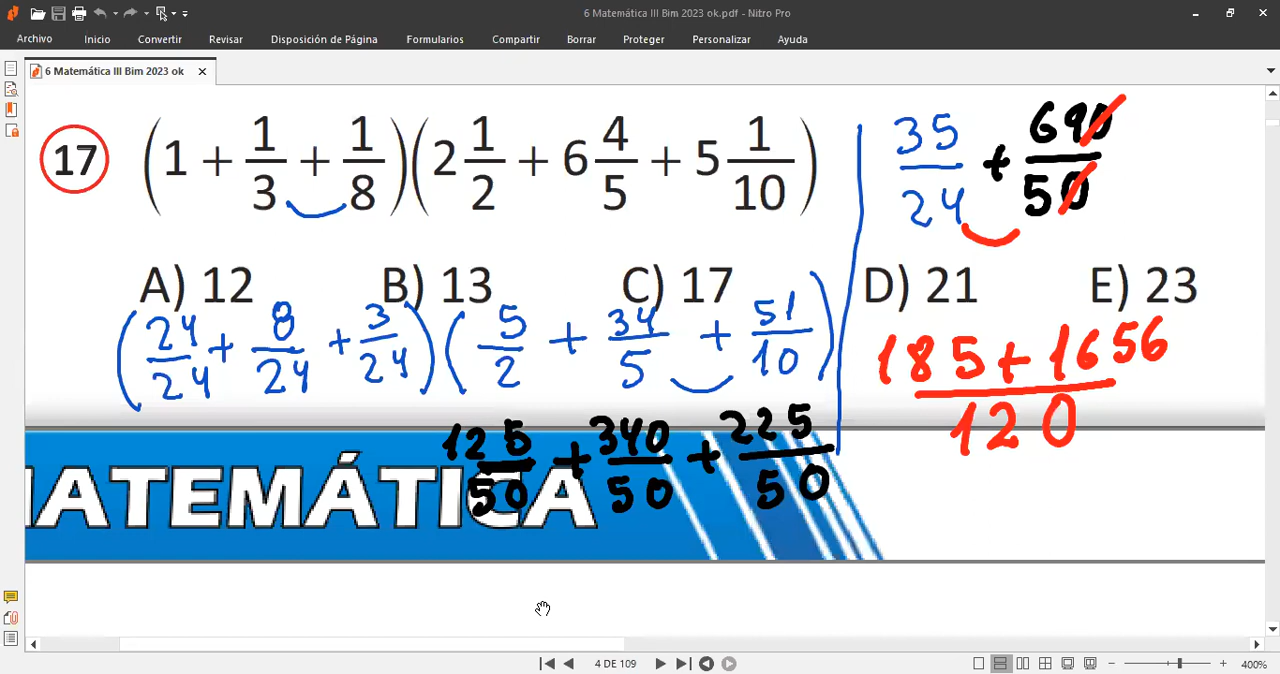 6 Matemática III Bim 2023 ok.pdf - Nitro Pro
Archivo Inicio Convertir Revisar Disposición de Página Formularios Compartir Borrar Proteger Personalizar Ayuda
6 Matemática III Bim 2023 ok
17 (1 + 1/3 + 1/8)(2 1/2 + 6 4/5 + 5 1/10)
35/24 + 690/50
A) 12 B) 13 C) 17 D) 21 E) 23
(24/24 + 8/24 + 3/24)(5/2 + 34/5 + 51/10)
185 + 1656 / 120
125/50 + 340/50 + 225/50
MATEMÁTICA
4 DE 109
400%